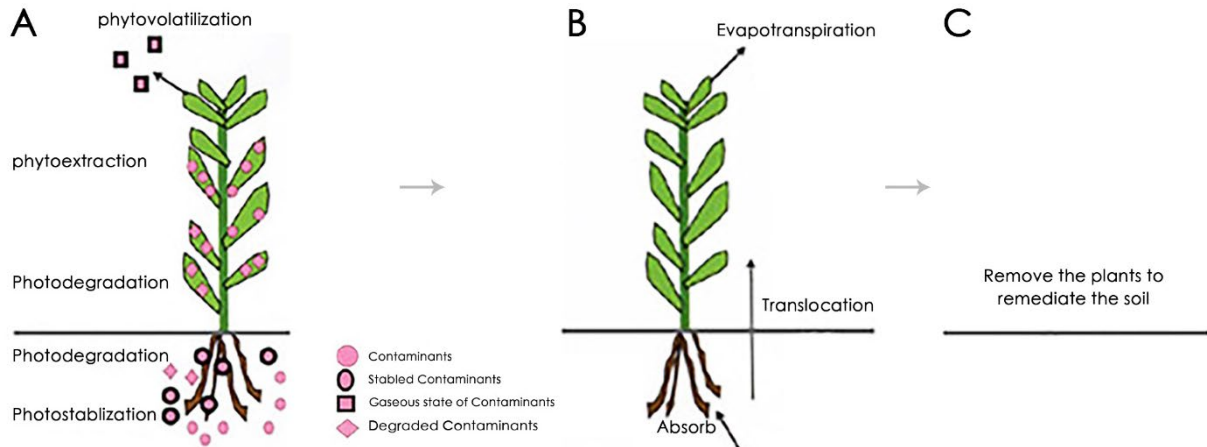 A
phytovolatilization
phytoextraction
Photodegradation
Photodegradation
Photostablization
Contaminants
Stabled Contaminants
Gaseous state of Contaminants
Degraded Contaminants
B
Evapotranspiration
Translocation
Absorb
C
Remove the plants to
remediate the soil